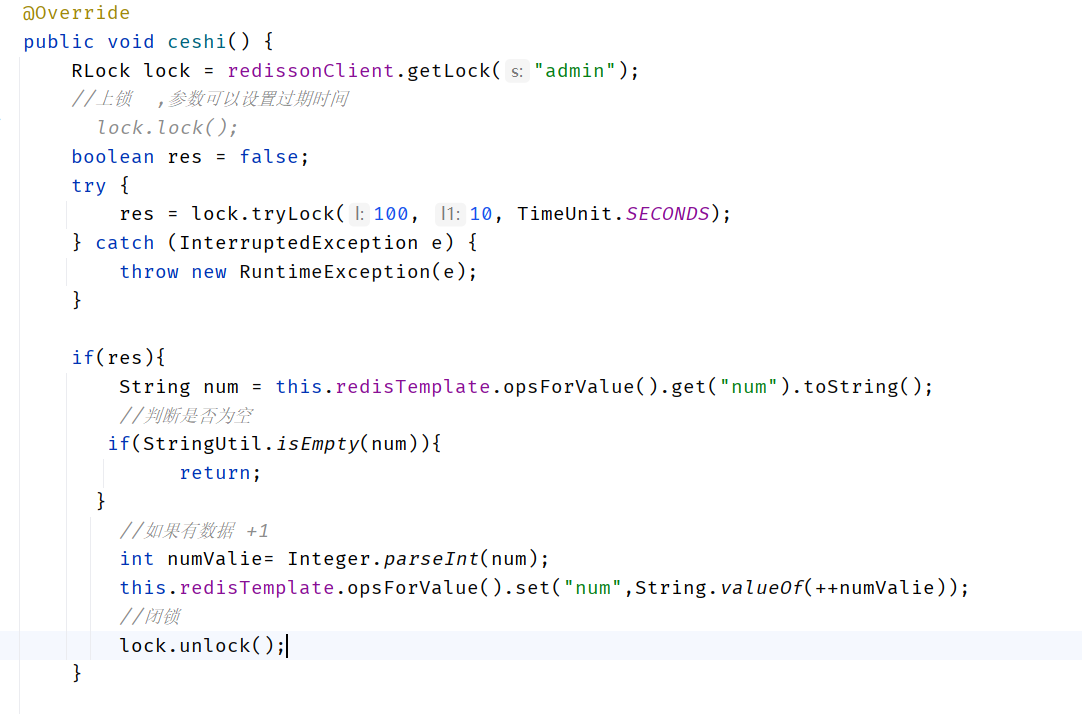 @Override
public void ceshi() {
    RLock lock = redissonClient.getLock( s: "admin");
    //上锁  ,参数可以设置过期时间
      lock.lock();
    boolean res = false;
    try {
        res = lock.tryLock( l: 100, l1: 10, TimeUnit.SECONDS);
    } catch (InterruptedException e) {
        throw new RuntimeException(e);
    }
    if(res){
        String num = this.redisTemplate.opsForValue().get("num").toString();
        //判断是否为空
       if(StringUtil.isEmpty(num)){
             return;
      }
        //如果有数据 +1
        int numValie= Integer.parseInt(num);
        this.redisTemplate.opsForValue().set("num",String.valueOf(++numValie));
        //闭锁
        lock.unlock();
    }